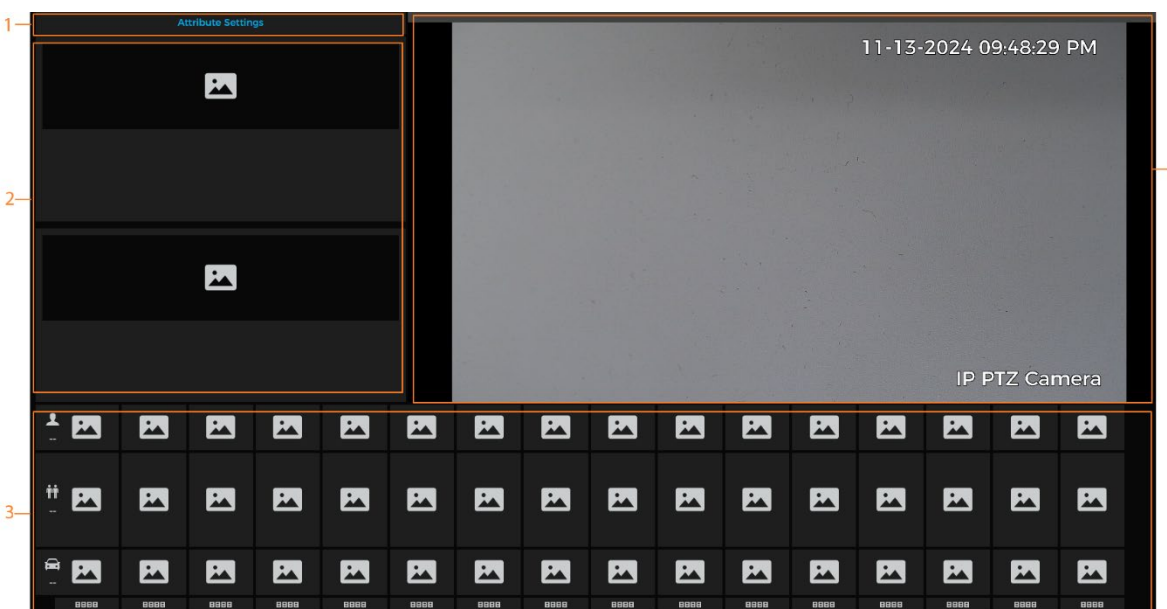 1
Attribute Settings
11-13-2024 09:48:29 PM
2
IP PTZ Camera
--
--
3
--